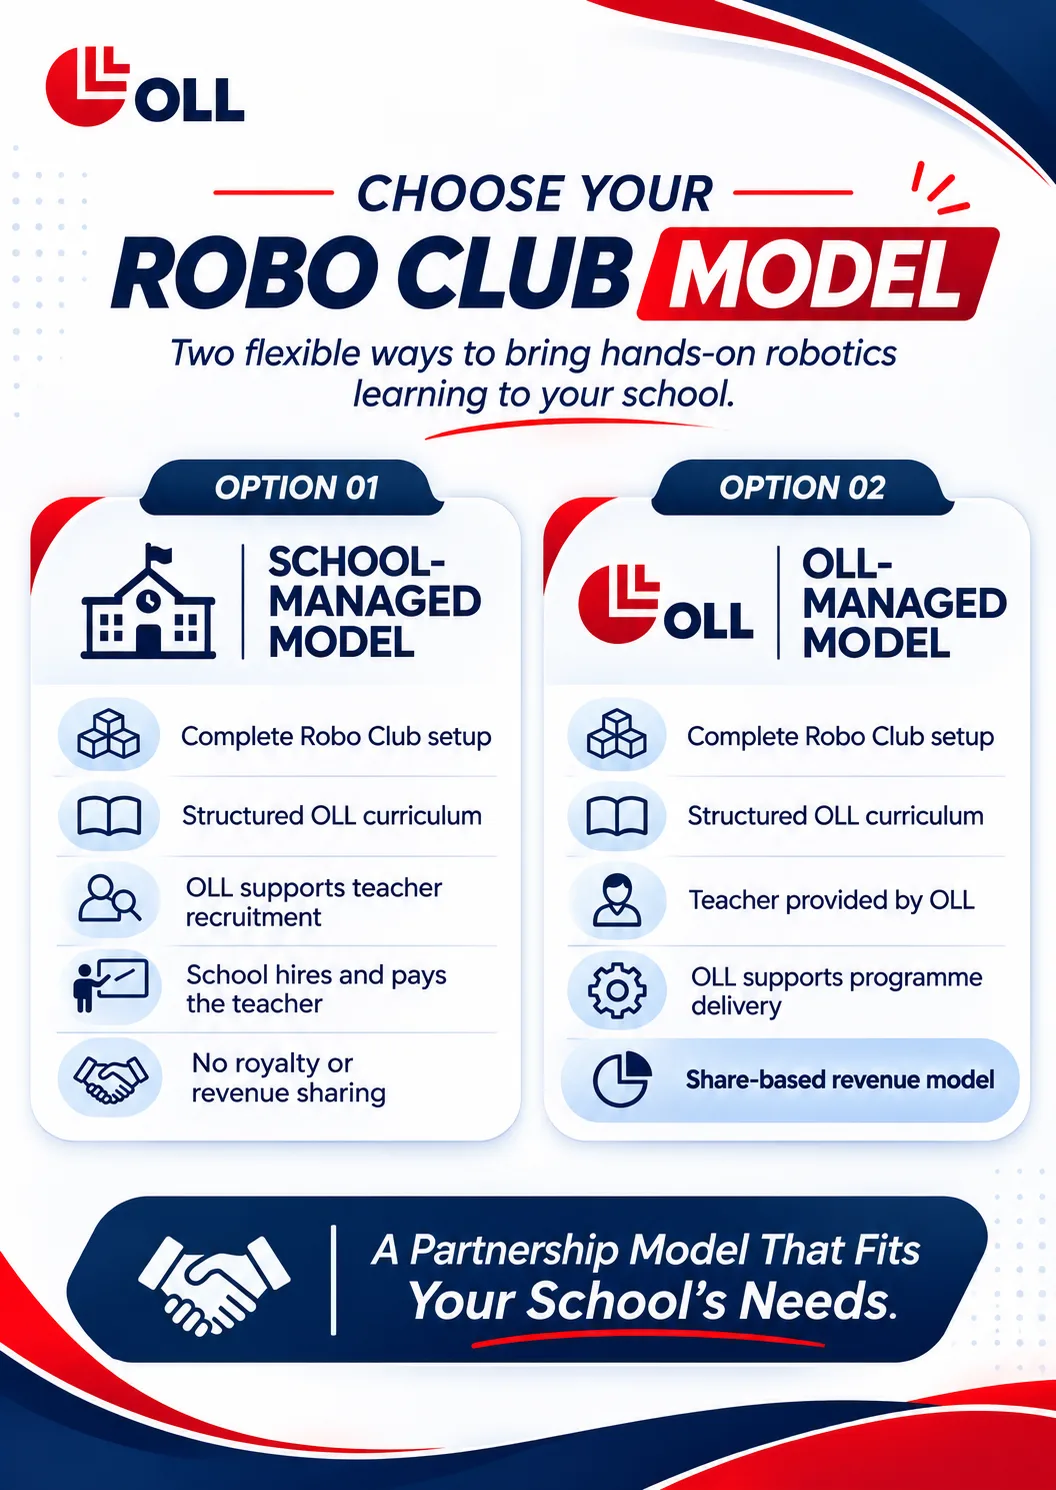 OLL
CHOOSE YOUR
ROBO CLUB MODEL
Two flexible ways to bring hands-on robotics
learning to your school.
OPTION 01
SCHOOL-
MANAGED
MODEL
Complete Robo Club setup
Structured OLL curriculum
OLL supports teacher
recruitment
School hires and pays
the teacher
No royalty or
revenue sharing
OPTION 02
OLL
OLL-
MANAGED
MODEL
Complete Robo Club setup
Structured OLL curriculum
Teacher provided by OLL
OLL supports programme
delivery
Share-based revenue model
A Partnership Model That Fits
Your School's Needs.